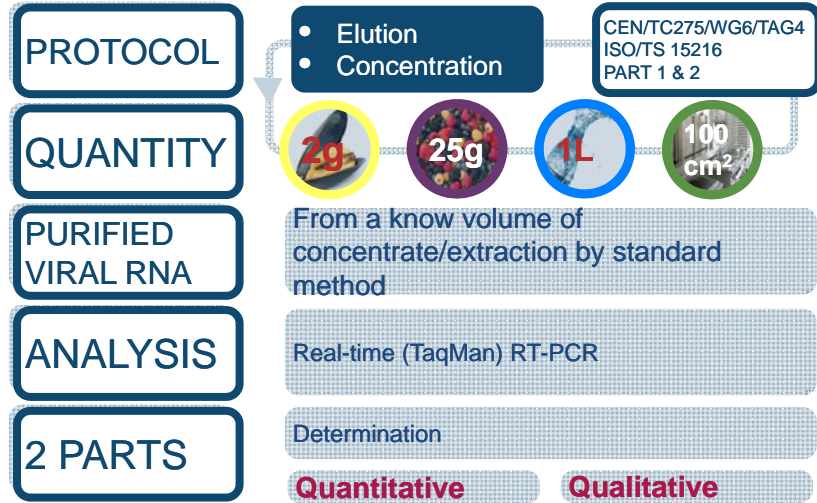 PROTOCOL
• Elution
• Concentration
CEN/TC275/WG6/TAG4
ISO/TS 15216
PART 1 & 2
QUANTITY
2g
25g
1L
100
cm²
PURIFIED
VIRAL RNA
From a know volume of
concentrate/extraction by standard
method
ANALYSIS
Real-time (TaqMan) RT-PCR
2 PARTS
Determination
Quantitative
Qualitative